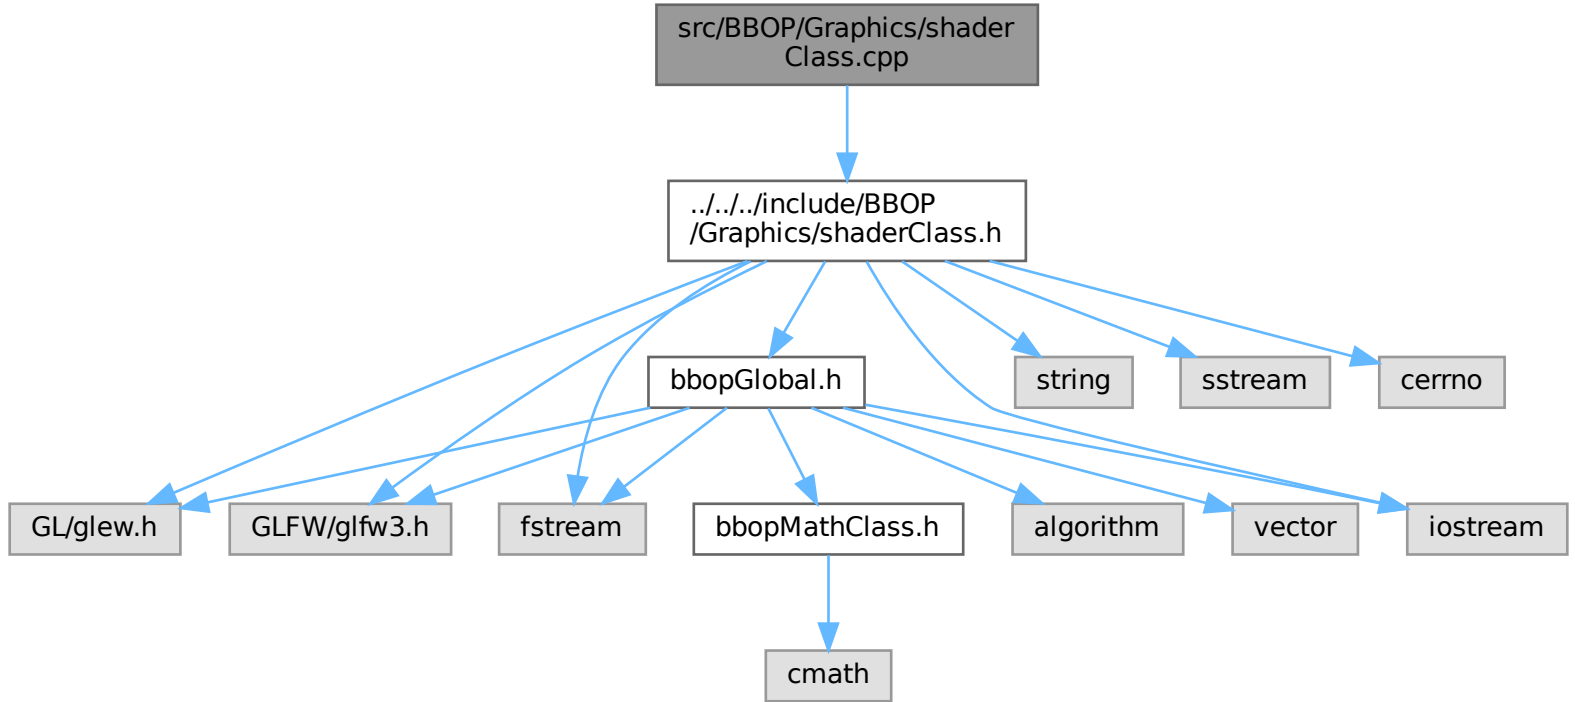 src/BBOP/Graphics/shader
Class.cpp
../../../include/BBOP
/Graphics/shaderClass.h
bbopGlobal.h
string
sstream
cerrno
GL/glew.h
GLFW/glfw3.h
fstream
bbopMathClass.h
algorithm
vector
iostream
cmath